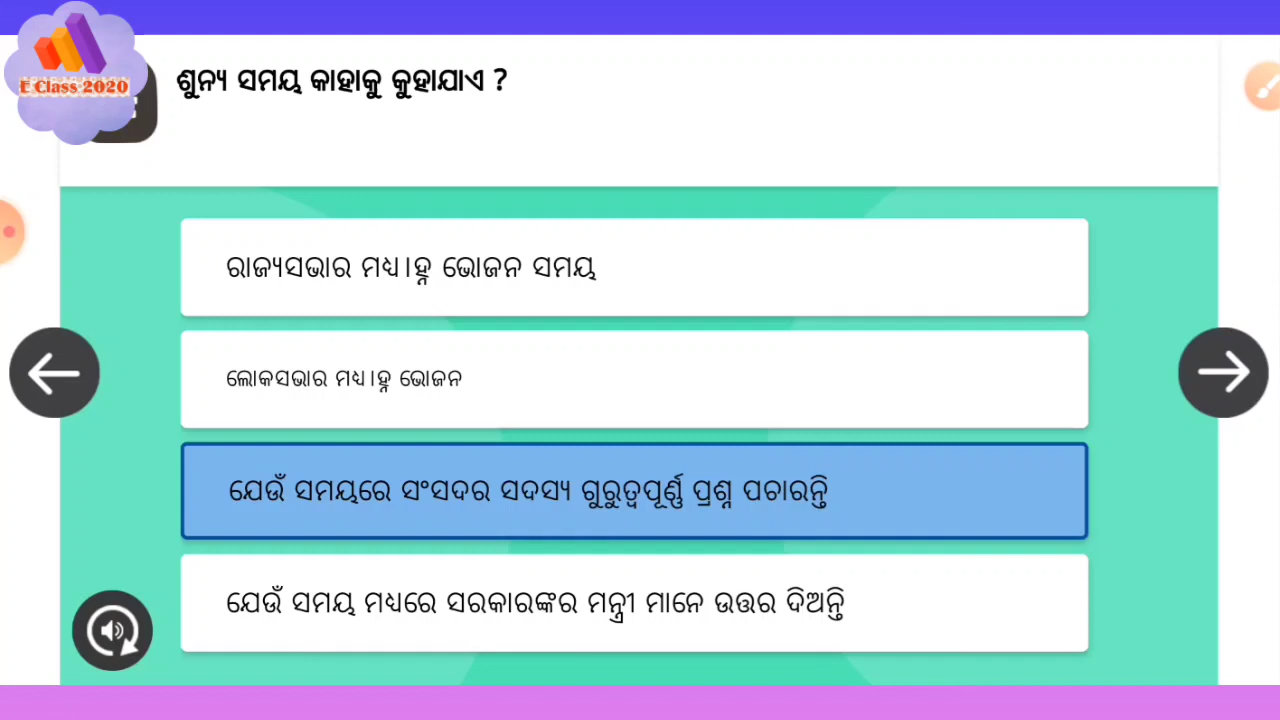 E Class 2020
ଶୁନ୍ୟ ସମୟ କାହାକୁ କୁହାଯାଏ ?
ରାଜ୍ୟସଭାର ମଧ୍ୟାହ୍ନ ଭୋଜନ ସମୟ
ଲୋକସଭାର ମଧ୍ୟାହ୍ନ ଭୋଜନ
ଯେଉଁ ସମୟରେ ସଂସଦର ସଦସ୍ୟ ଗୁରୁତ୍ୱପୂର୍ଣ୍ଣ ପ୍ରଶ୍ନ ପଚାରନ୍ତି
ଯେଉଁ ସମୟ ମଧ୍ୟରେ ସରକାରଙ୍କର ମନ୍ତ୍ରୀ ମାନେ ଉତ୍ତର ଦିଅନ୍ତି